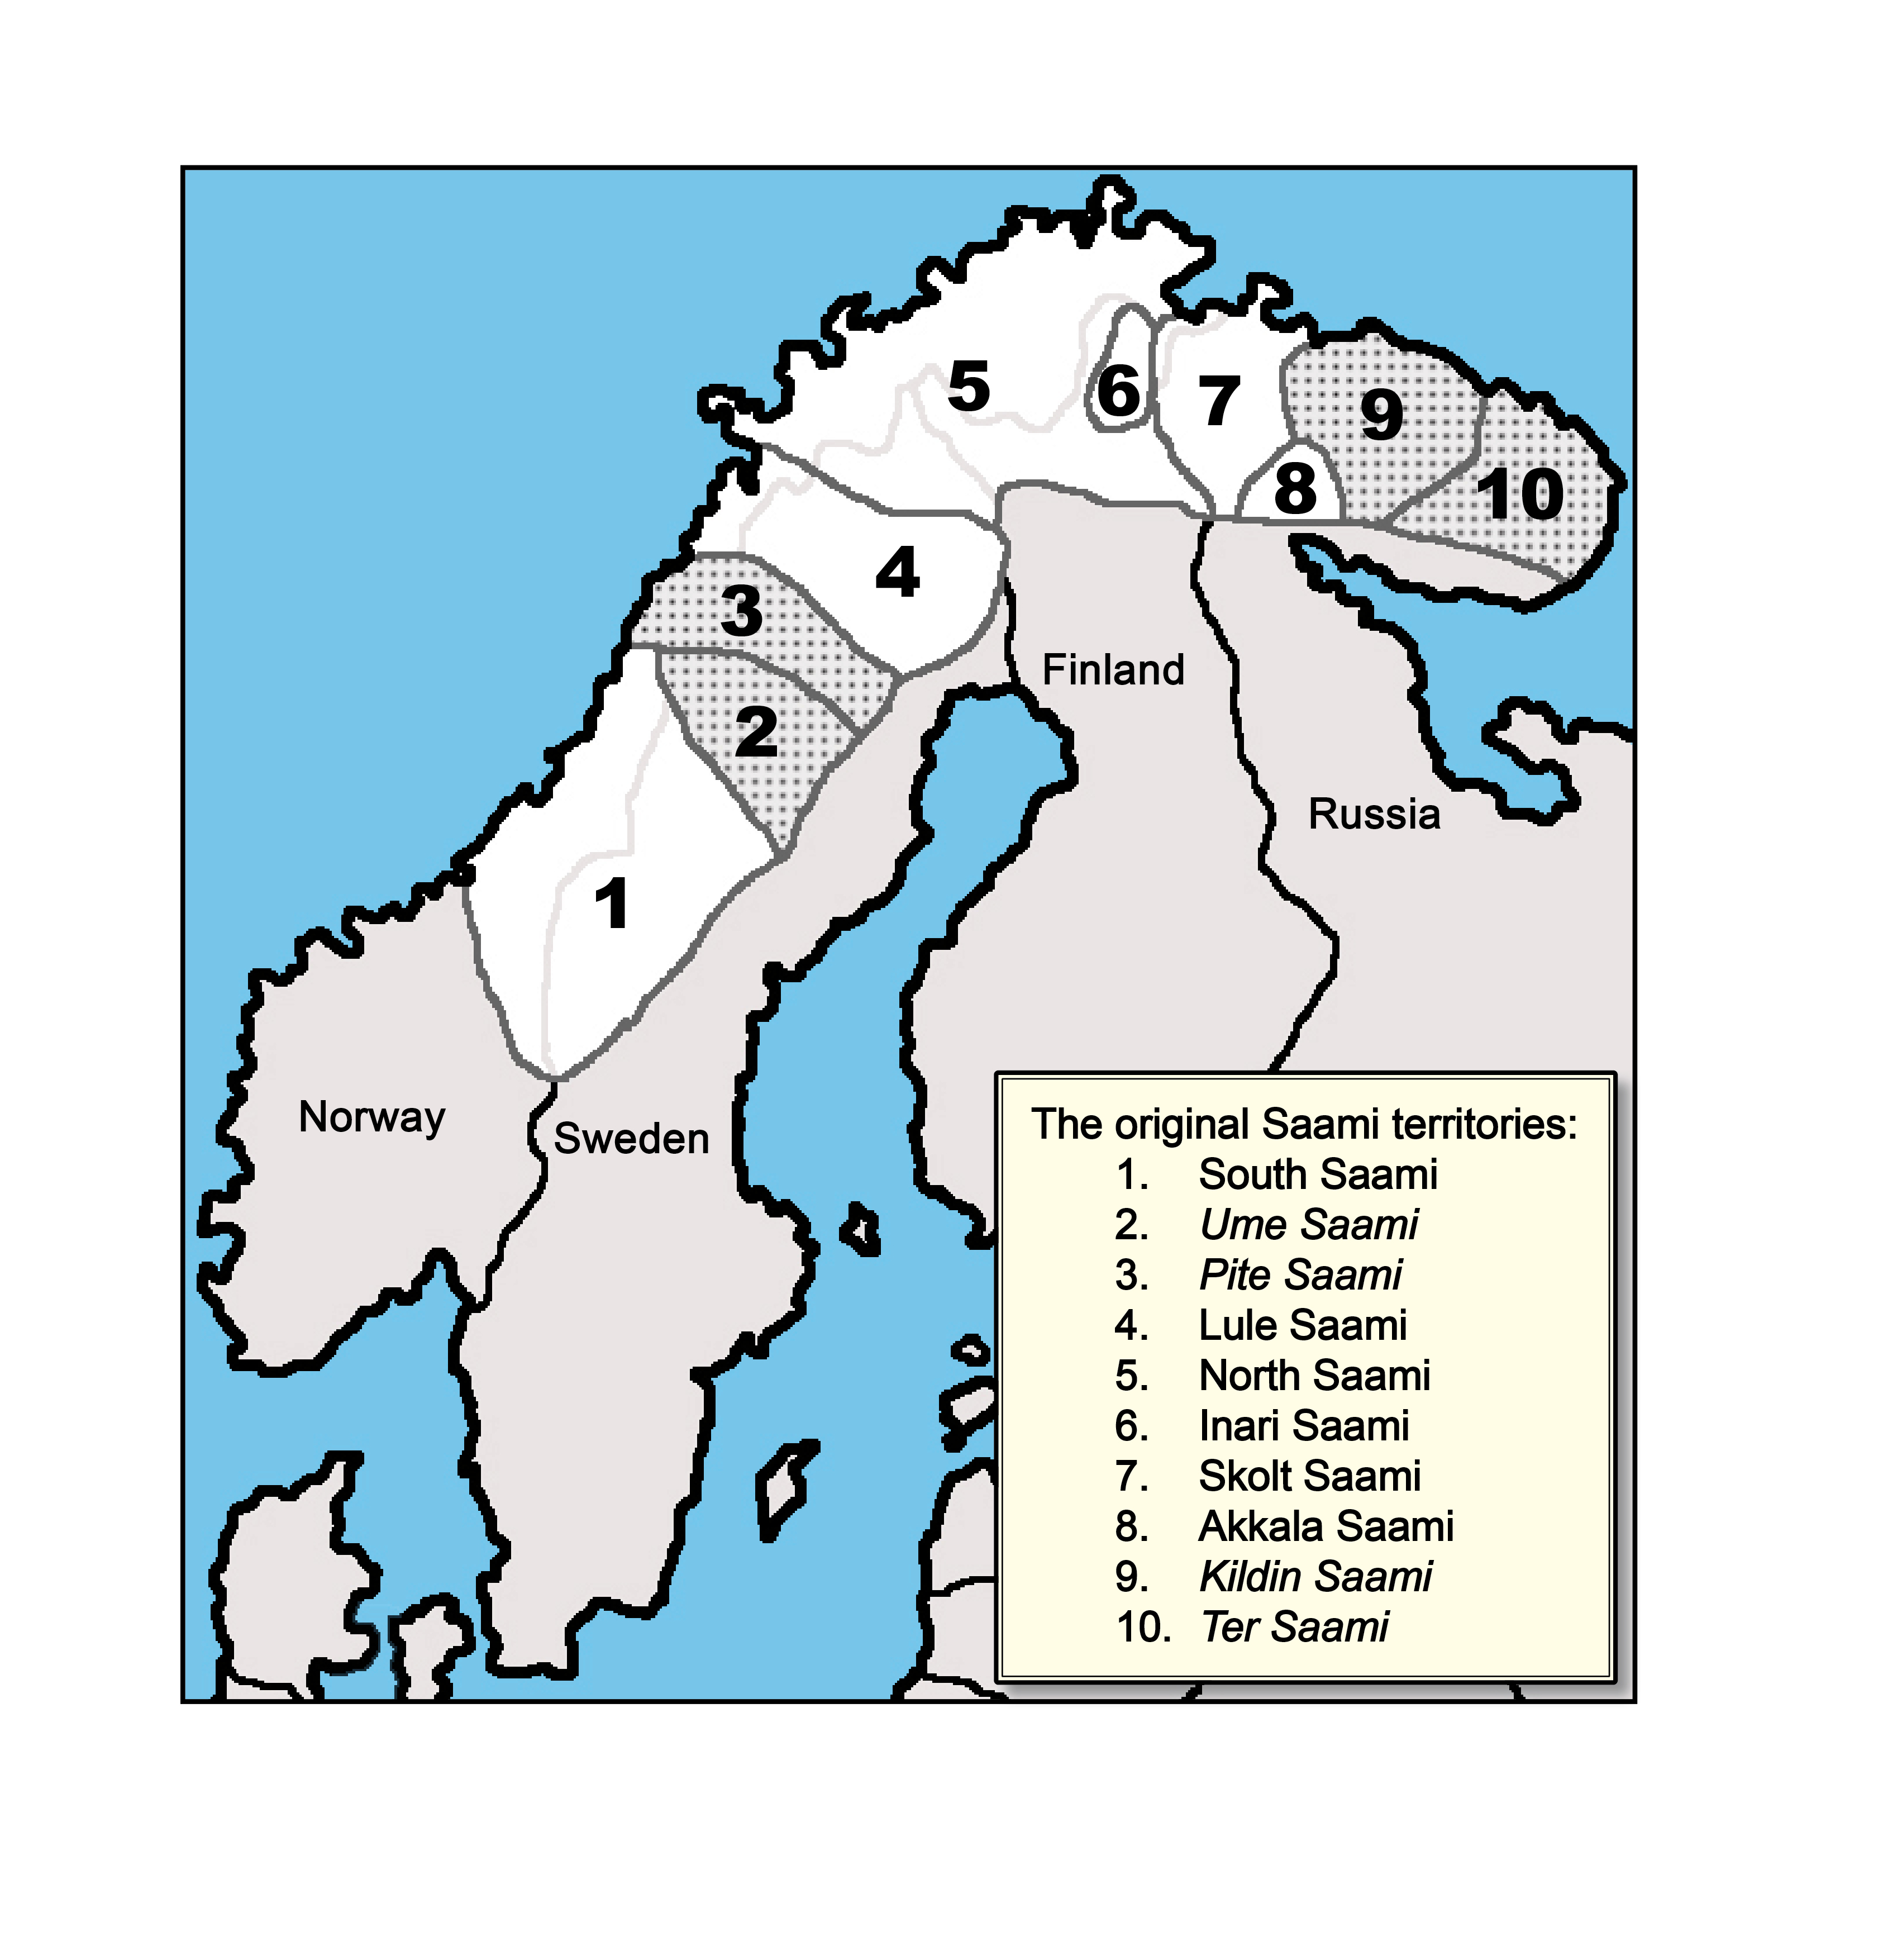 5
6
7
9
8
10
4
3
Finland
2
Russia
1
Norway
Sweden
The original Saami territories:
1. South Saami
2. Ume Saami
3. Pite Saami
4. Lule Saami
5. North Saami
6. Inari Saami
7. Skolt Saami
8. Akkala Saami
9. Kildin Saami
10. Ter Saami